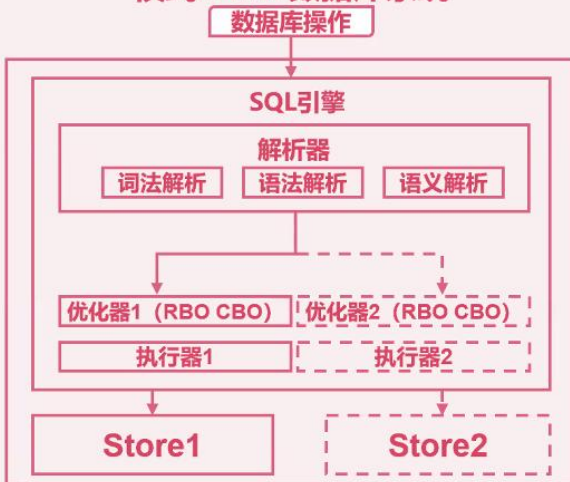 数据库操作
SQL引擎
解析器
词法解析 语法解析 语义解析
优化器1（RBO CBO） 优化器2（RBO CBO）
执行器1 执行器2
Store1 Store2